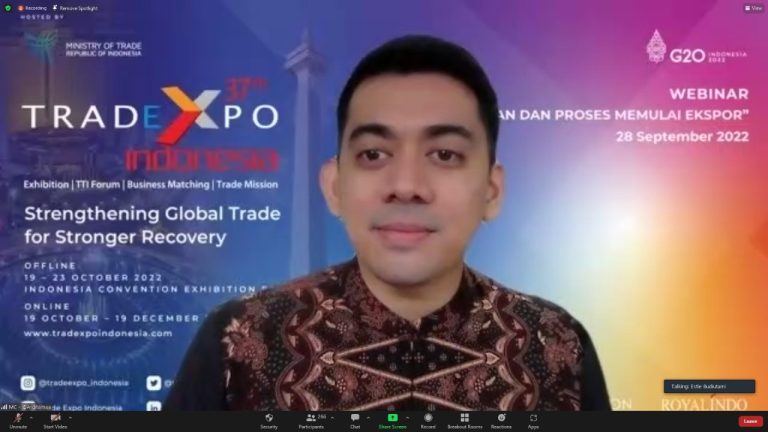 Recording
Remove Spotlight
View
HOSTED BY
MINISTRY OF TRADE
REPUBLIC OF INDONESIA
37TH
TRADEXPO
indonesia
Exhibition | TTI Forum | Business Matching | Trade Mission
Strengthening Global Trade
for Stronger Recovery
OFFLINE
19 – 23 OCTOBER 2022
INDONESIA CONVENTION EXHIBITION
ONLINE
19 OCTOBER – 19 DECEMBER
www.tradexpoindonesia.com
@tradeexpo_indonesia
Trade Expo Indonesia
G20 INDONESIA
2022
WEBINAR
AN DAN PROSES MEMULAI EKSPOR”
28 September 2022
ROYALINDO
Talking: Estie Budiutami
MC -
Unmute
Start Video
Security
Participants
Chat
Share Screen
Record
Breakout Rooms
Reactions
Apps
Leave